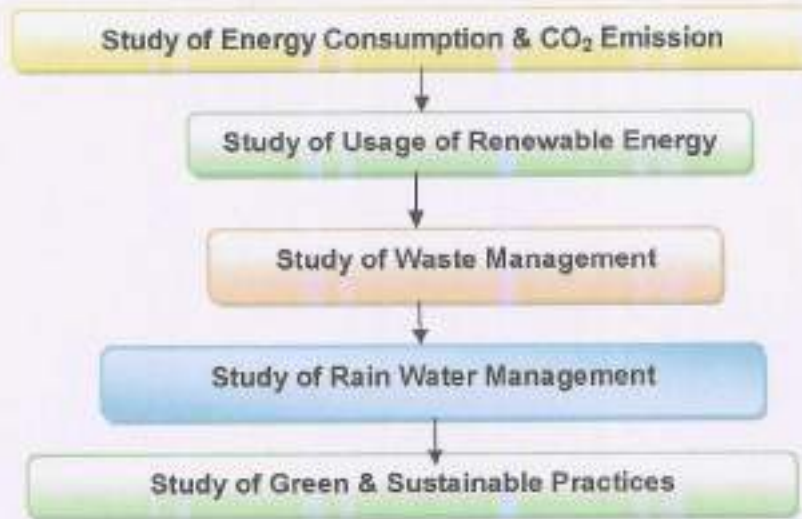 Study of Energy Consumption & CO₂ Emission
Study of Usage of Renewable Energy
Study of Waste Management
Study of Rain Water Management
Study of Green & Sustainable Practices